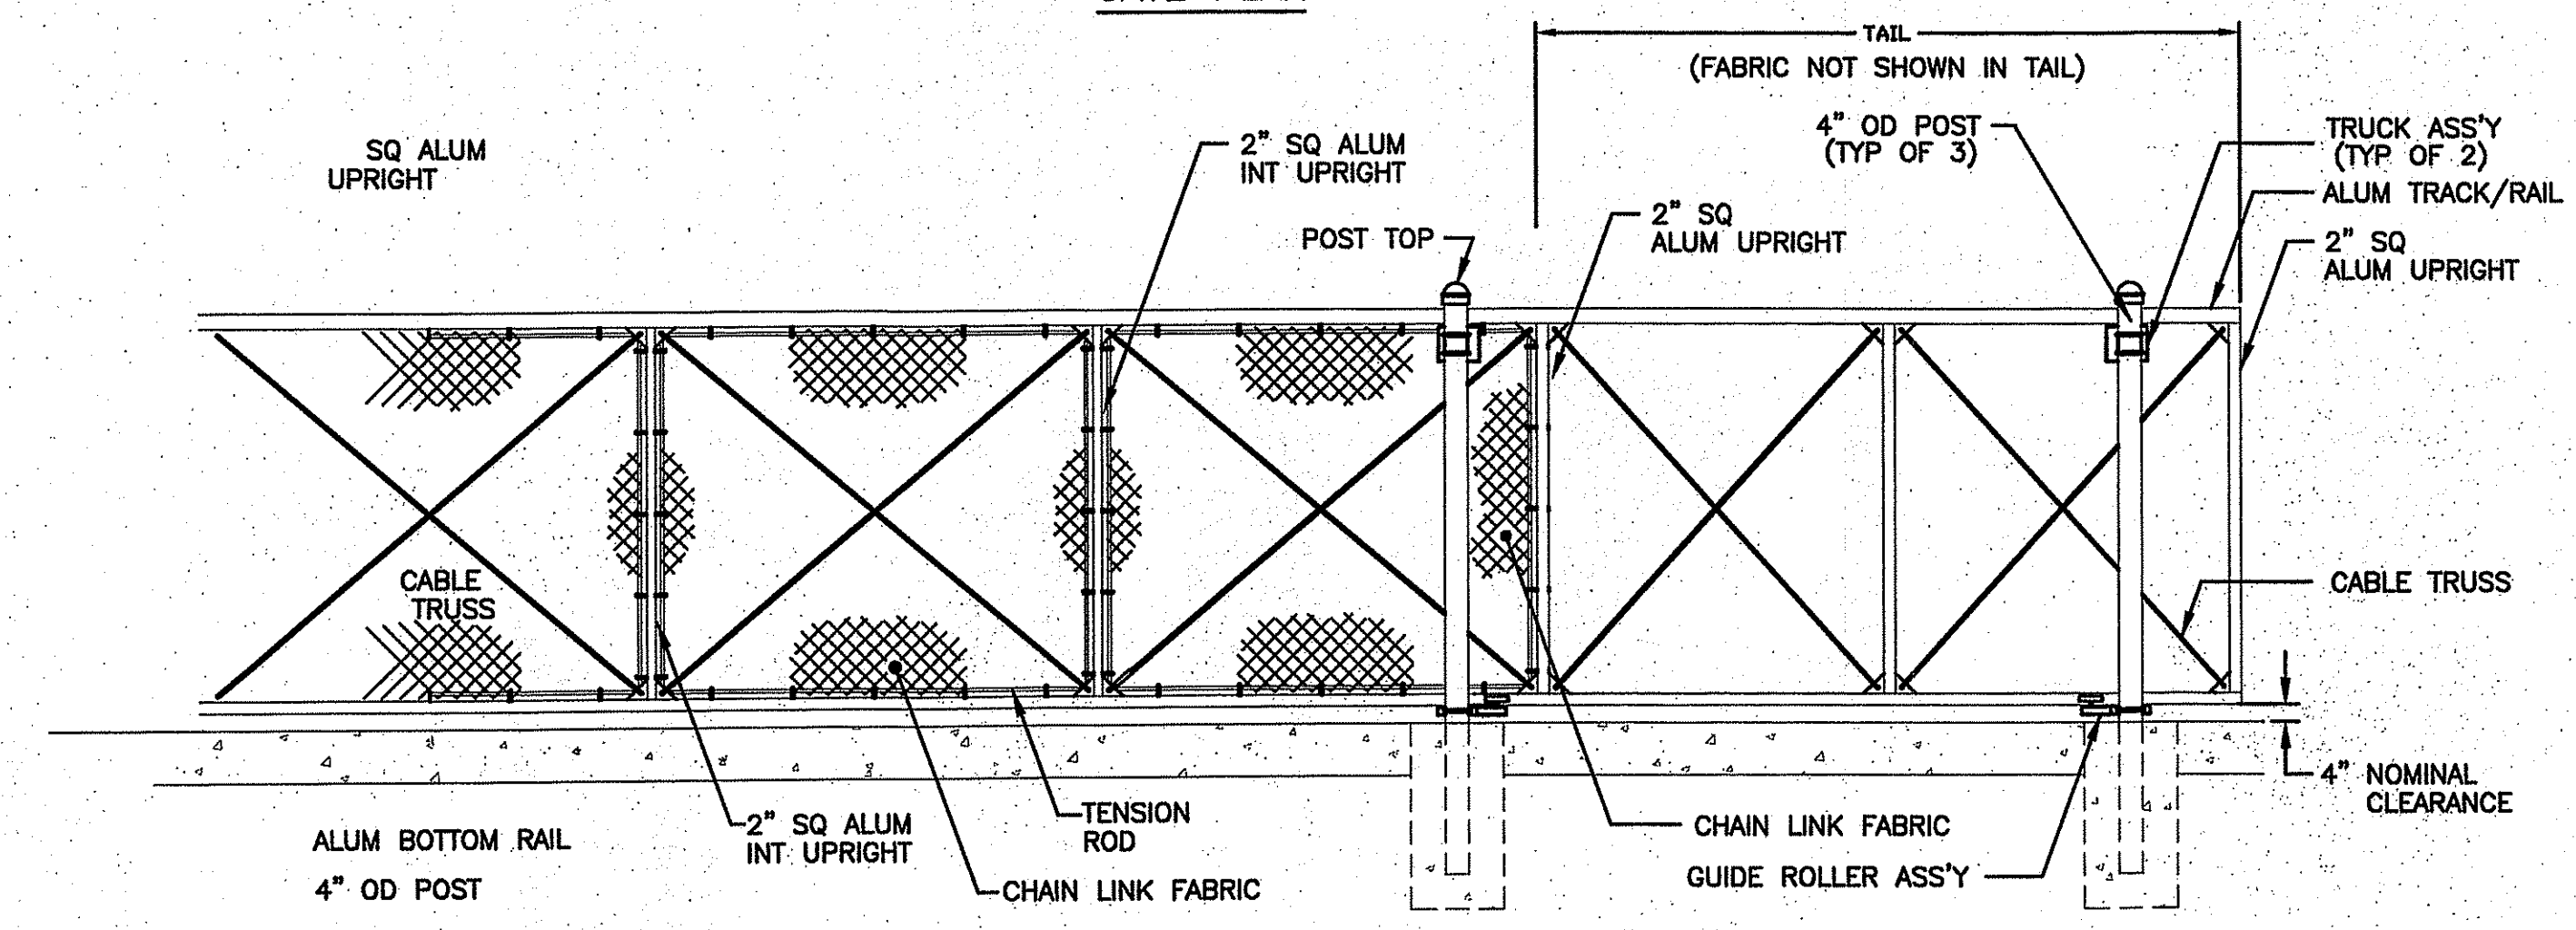 TAIL
(FABRIC NOT SHOWN IN TAIL)
4" OD POST
(TYP OF 3)
TRUCK ASS'Y
(TYP OF 2)
ALUM TRACK/RAIL
2" SQ
ALUM UPRIGHT
SQ ALUM
UPRIGHT
2" SQ ALUM
INT UPRIGHT
POST TOP
2" SQ
ALUM UPRIGHT
CABLE
TRUSS
CABLE TRUSS
4" NOMINAL
CLEARANCE
ALUM BOTTOM RAIL
4" OD POST
2" SQ ALUM
INT UPRIGHT
TENSION
ROD
CHAIN LINK FABRIC
CHAIN LINK FABRIC
GUIDE ROLLER ASS'Y